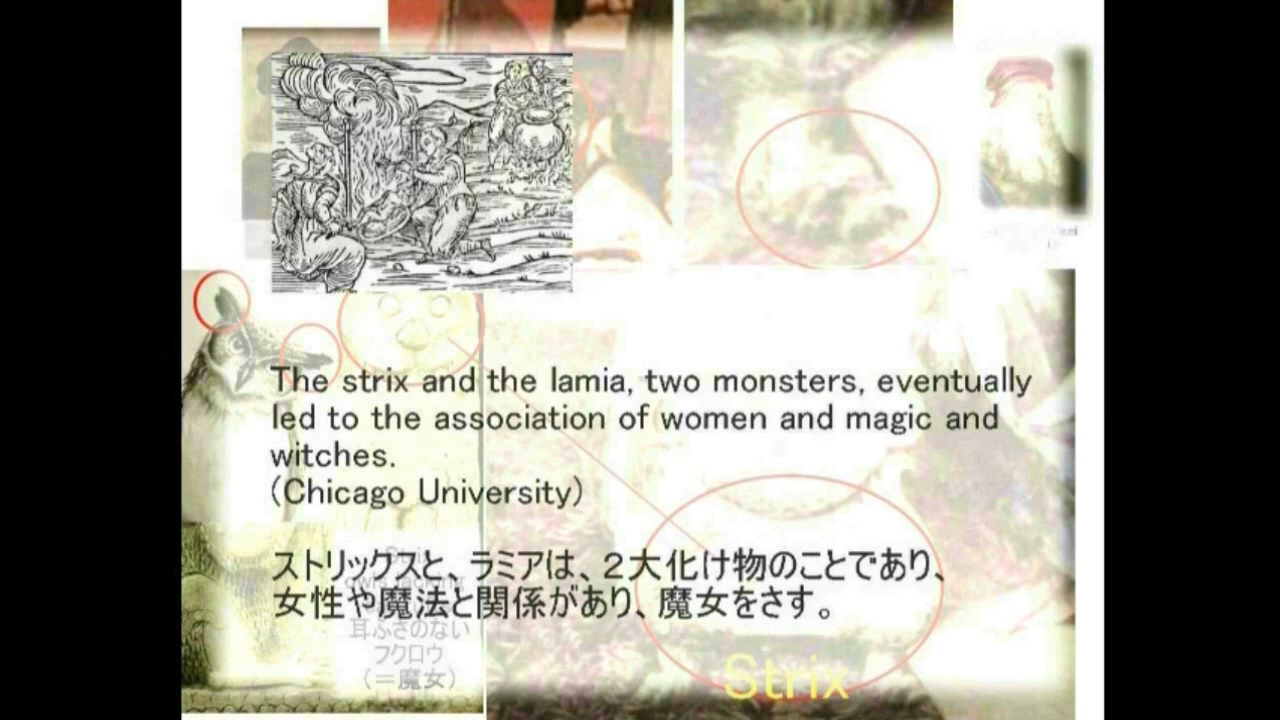 The strix and the lamia, two monsters, eventually
led to the association of women and magic and
witches.
(Chicago University)
ストリックスと、ラミアは、２大化け物のことであり、
女性や魔法と関係があり、魔女をさす。
耳ふさのない
フクロウ
（＝魔女）
Strix